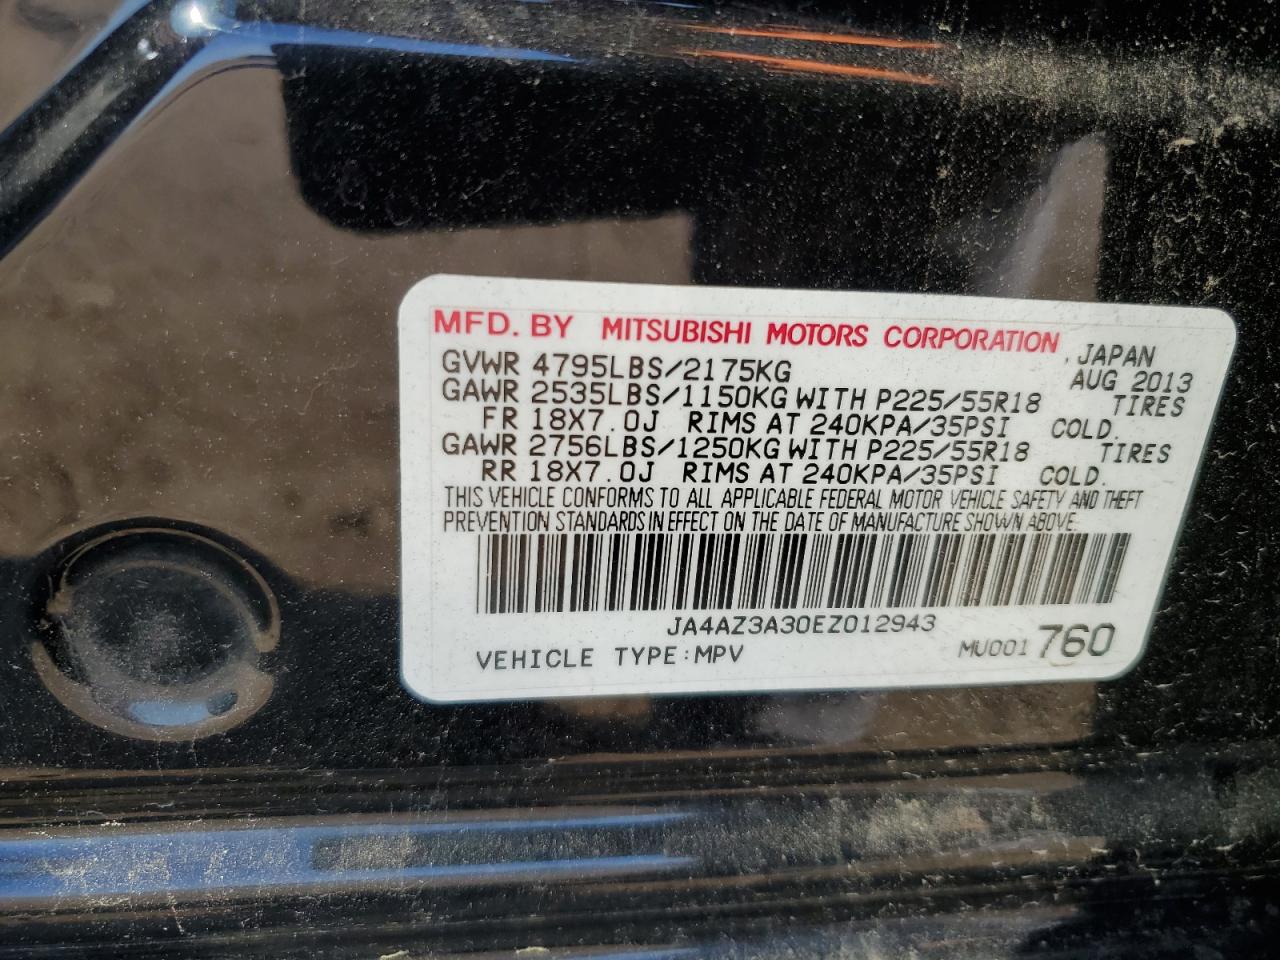 MFD. BY MITSUBISHI MOTORS CORPORATION , JAPAN
GVWR 4795LBS/2175KG AUG 2013
GAWR 2535LBS/1150KG WITH P225/55R18 TIRES
FR 18X7.0J RIMS AT 240KPA/35PSI COLD.
GAWR 2756LBS/1250KG WITH P225/55R18 TIRES
RR 18X7.0J RIMS AT 240KPA/35PSI COLD.
THIS VEHICLE CONFORMS TO ALL APPLICABLE FEDERAL MOTOR VEHICLE SAFETY AND THEFT
PREVENTION STANDARDS IN EFFECT ON THE DATE OF MANUFACTURE SHOWN ABOVE.
JA4AZ3A30EZ012943
VEHICLE TYPE:MPV MU001760